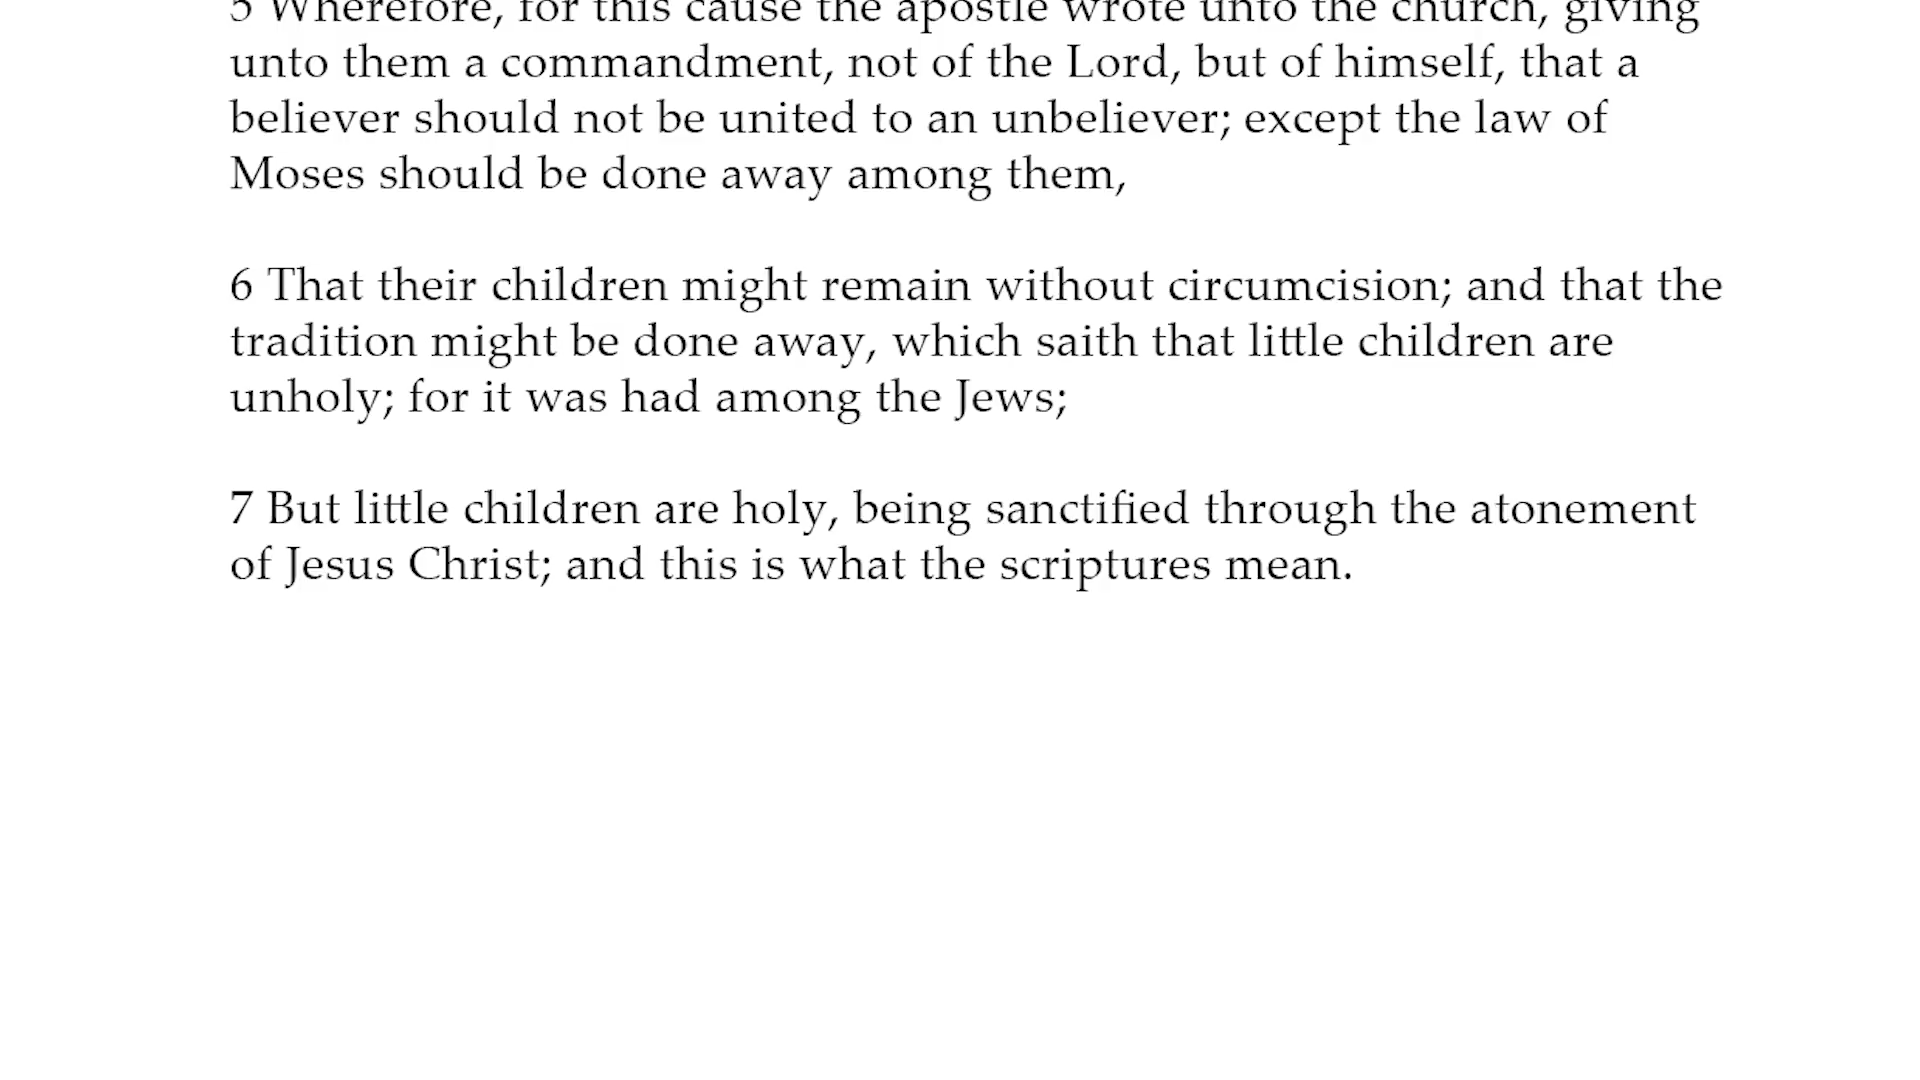 5 Wherefore, for this cause the apostle wrote unto the church, giving
unto them a commandment, not of the Lord, but of himself, that a
believer should not be united to an unbeliever; except the law of
Moses should be done away among them,
6 That their children might remain without circumcision; and that the
tradition might be done away, which saith that little children are
unholy; for it was had among the Jews;
7 But little children are holy, being sanctified through the atonement
of Jesus Christ; and this is what the scriptures mean.